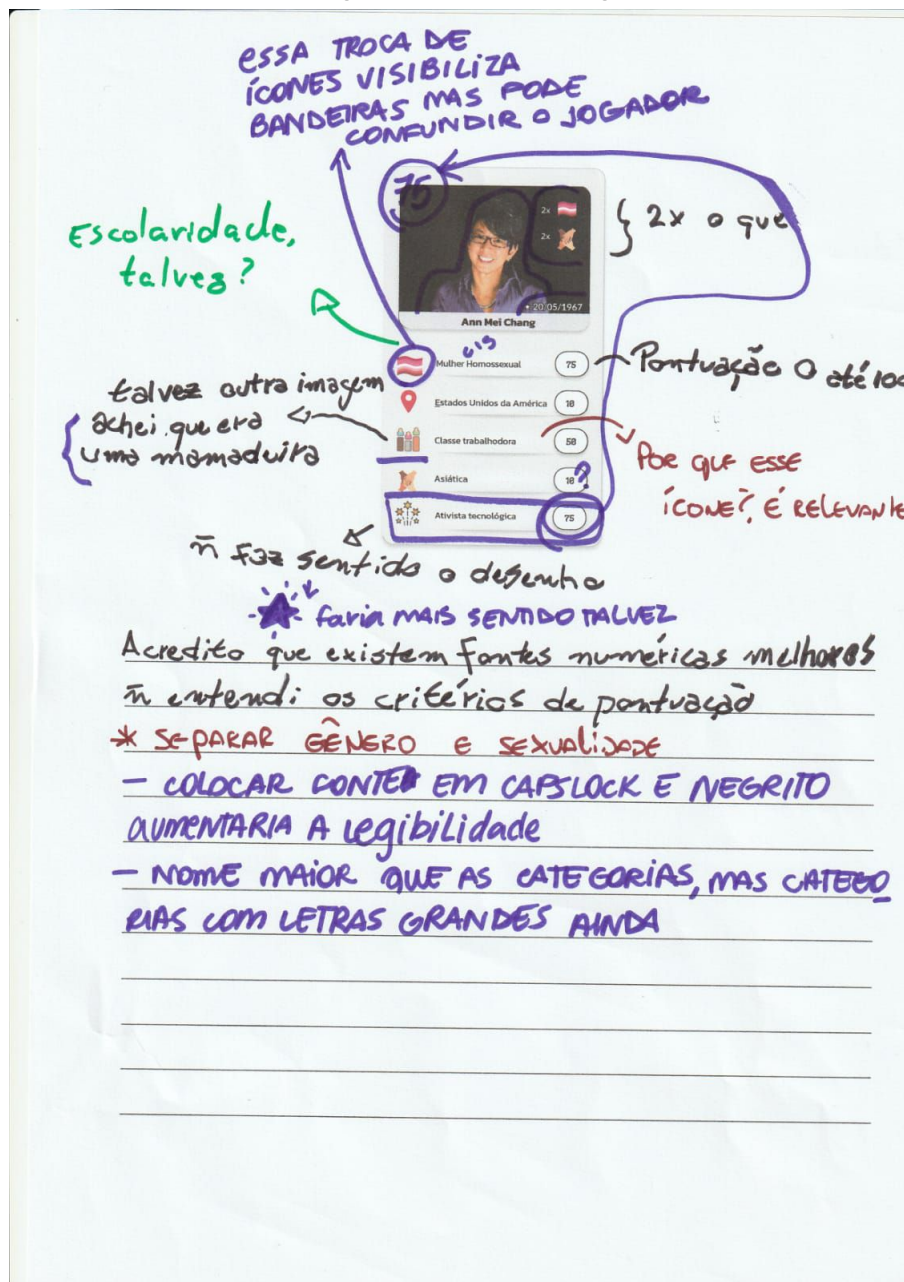 essa TROCA DE
ÍCONES VISIBILIZA
BANDEIRAS MAS PODE
CONFUNDIR O JOGADOR
75
2x
2x
} 2x o que
Escolaridade,
talvez?
• 20/05/1967
Ann Mei Chang
cis
Mulher Homossexual 75
Pontuação 0 até 100
Estados Unidos da América 10
talvez outra imagem
achei que era
uma mamaduira
Classe trabalhadora 50
Por que esse
ícone?, É RELEVANTE
Asiática 10 ?
Ativista tecnológica 75
ñ faz sentido o desenho
faria MAIS SENTIDO TALVEZ
Acredito que existem fontes numéricas melhores
ñ entendi os critérios de pontuação
* SEPARAR GÊNERO E SEXUALIDADE
- COLOCAR FONTE EM CAPSLOCK E NEGRITO
AUMENTARIA A legibilidade
- NOME MAIOR QUE AS CATEGORIAS, MAS CATEGO
RIAS COM LETRAS GRANDES AINDA